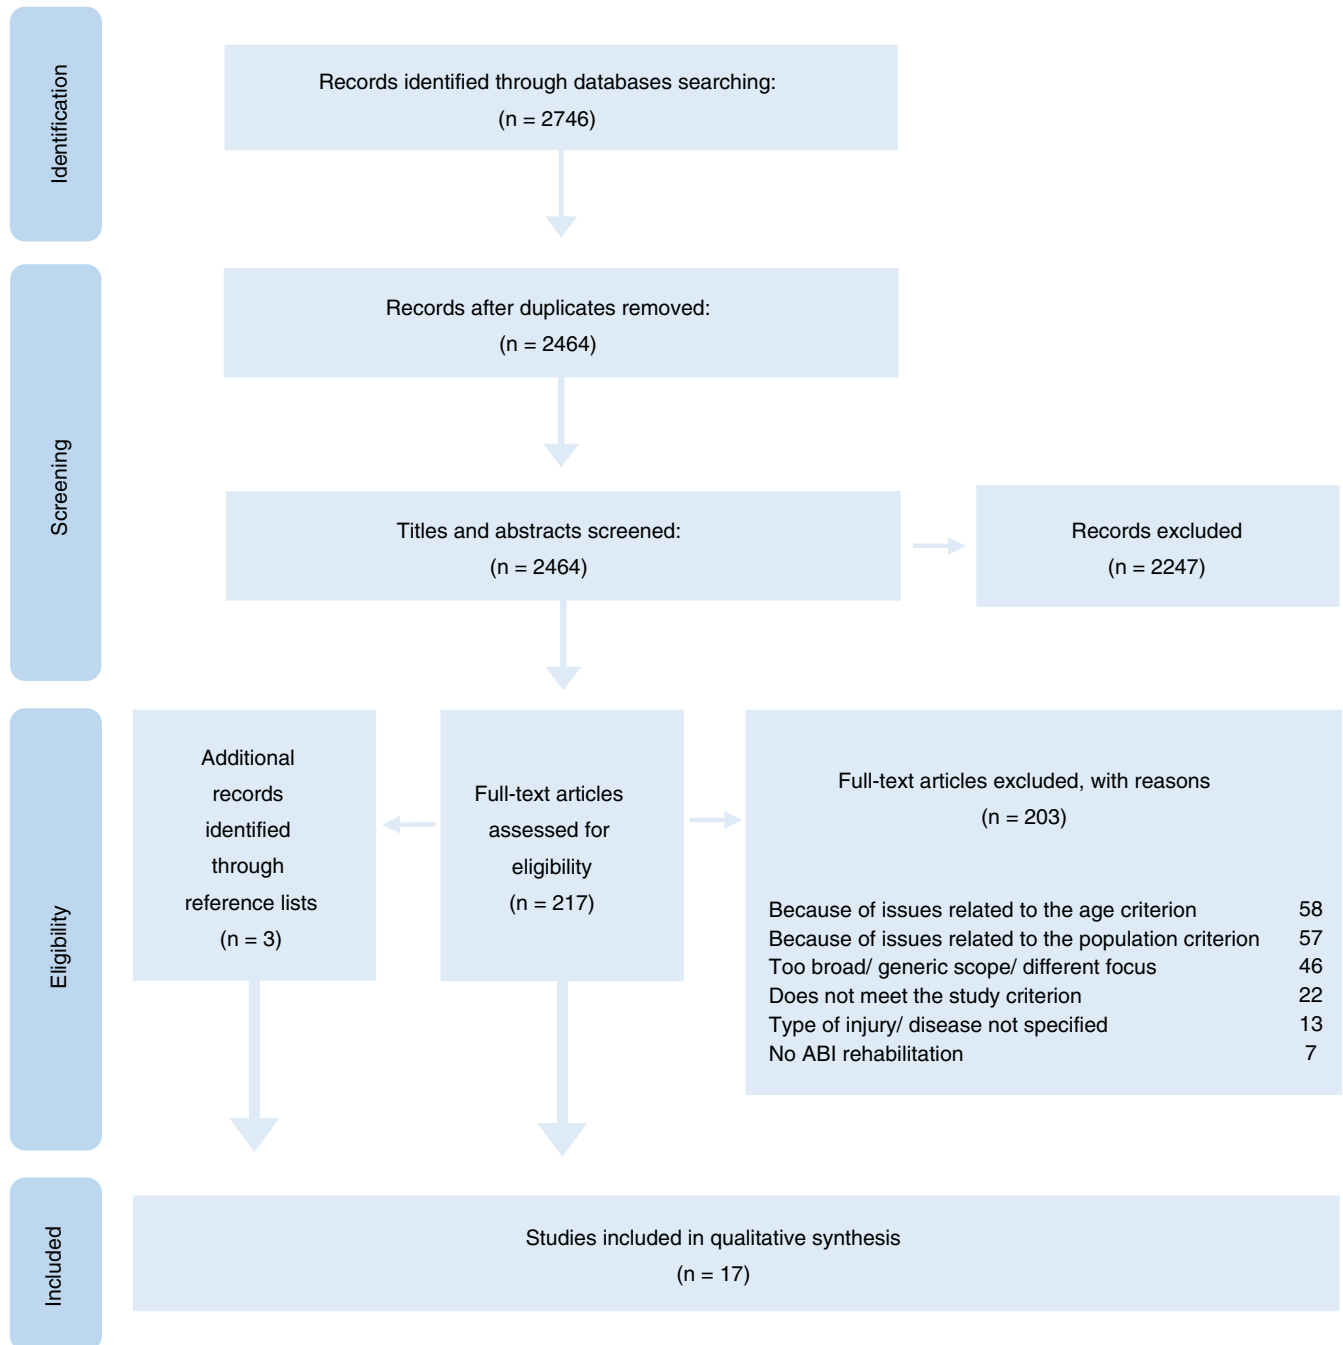 Identification
Records identified through databases searching:
(n = 2746)
Screening
Records after duplicates removed:
(n = 2464)
Titles and abstracts screened:
(n = 2464)
Records excluded
(n = 2247)
Eligibility
Additional
records
identified
through
reference lists
(n = 3)
Full-text articles
assessed for
eligibility
(n = 217)
Full-text articles excluded, with reasons
(n = 203)
Because of issues related to the age criterion 58
Because of issues related to the population criterion 57
Too broad/ generic scope/ different focus 46
Does not meet the study criterion 22
Type of injury/ disease not specified 13
No ABI rehabilitation 7
Included
Studies included in qualitative synthesis
(n = 17)